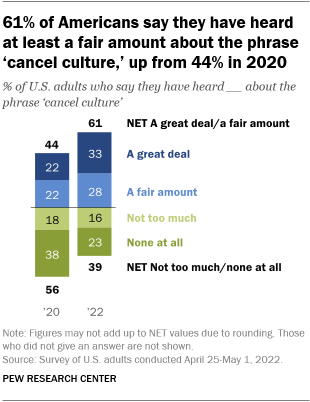 61% of Americans say they have heard
at least a fair amount about the phrase
‘cancel culture,’ up from 44% in 2020
% of U.S. adults who say they have heard __ about the
phrase ‘cancel culture’
61 NET A great deal/a fair amount
44
22 33 A great deal
22 28 A fair amount
18 16 Not too much
38 23 None at all
39 NET Not too much/none at all
56
’20 ’22
Note: Figures may not add up to NET values due to rounding. Those
who did not give an answer are not shown.
Source: Survey of U.S. adults conducted April 25-May 1, 2022.
PEW RESEARCH CENTER